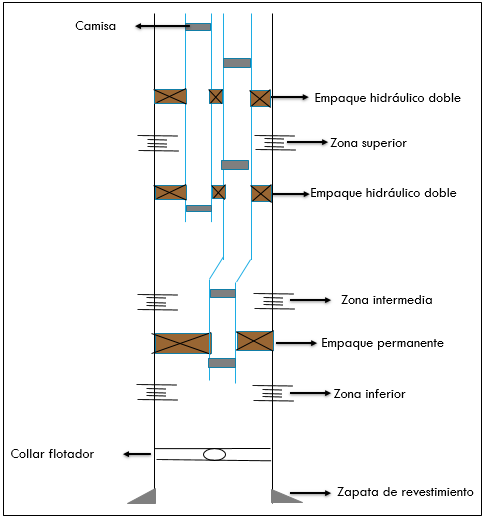 Camisa
Empaque hidráulico doble
Zona superior
Empaque hidráulico doble
Zona intermedia
Empaque permanente
Zona inferior
Collar flotador
Zapata de revestimiento